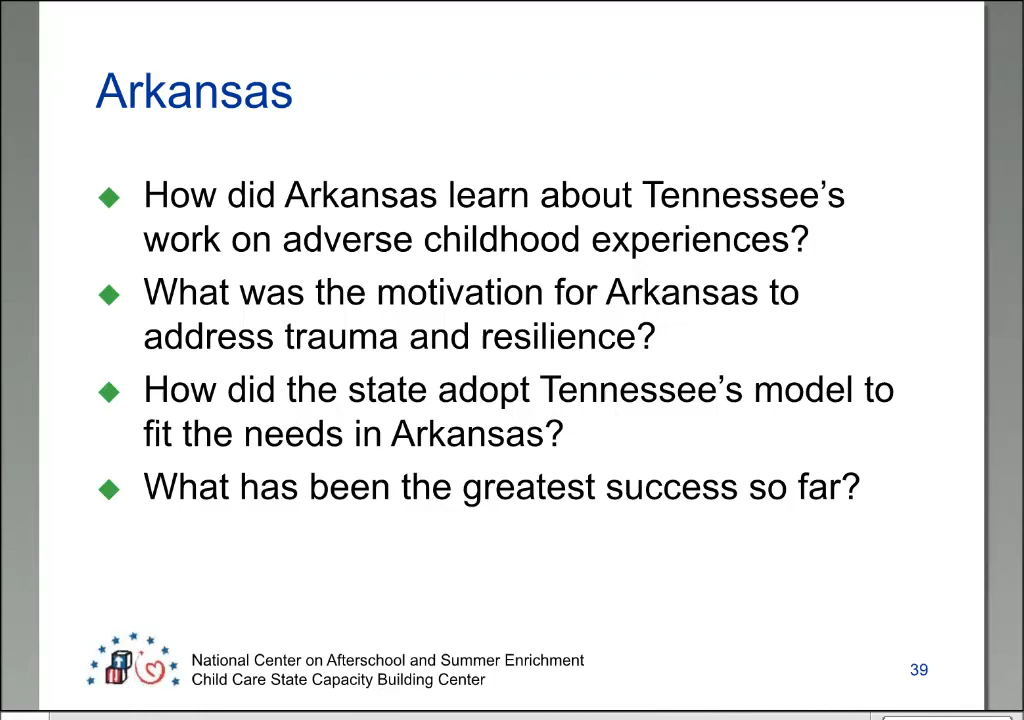 Arkansas
How did Arkansas learn about Tennessee’s
work on adverse childhood experiences?
What was the motivation for Arkansas to
address trauma and resilience?
How did the state adopt Tennessee’s model to
fit the needs in Arkansas?
What has been the greatest success so far?
National Center on Afterschool and Summer Enrichment
Child Care State Capacity Building Center
39